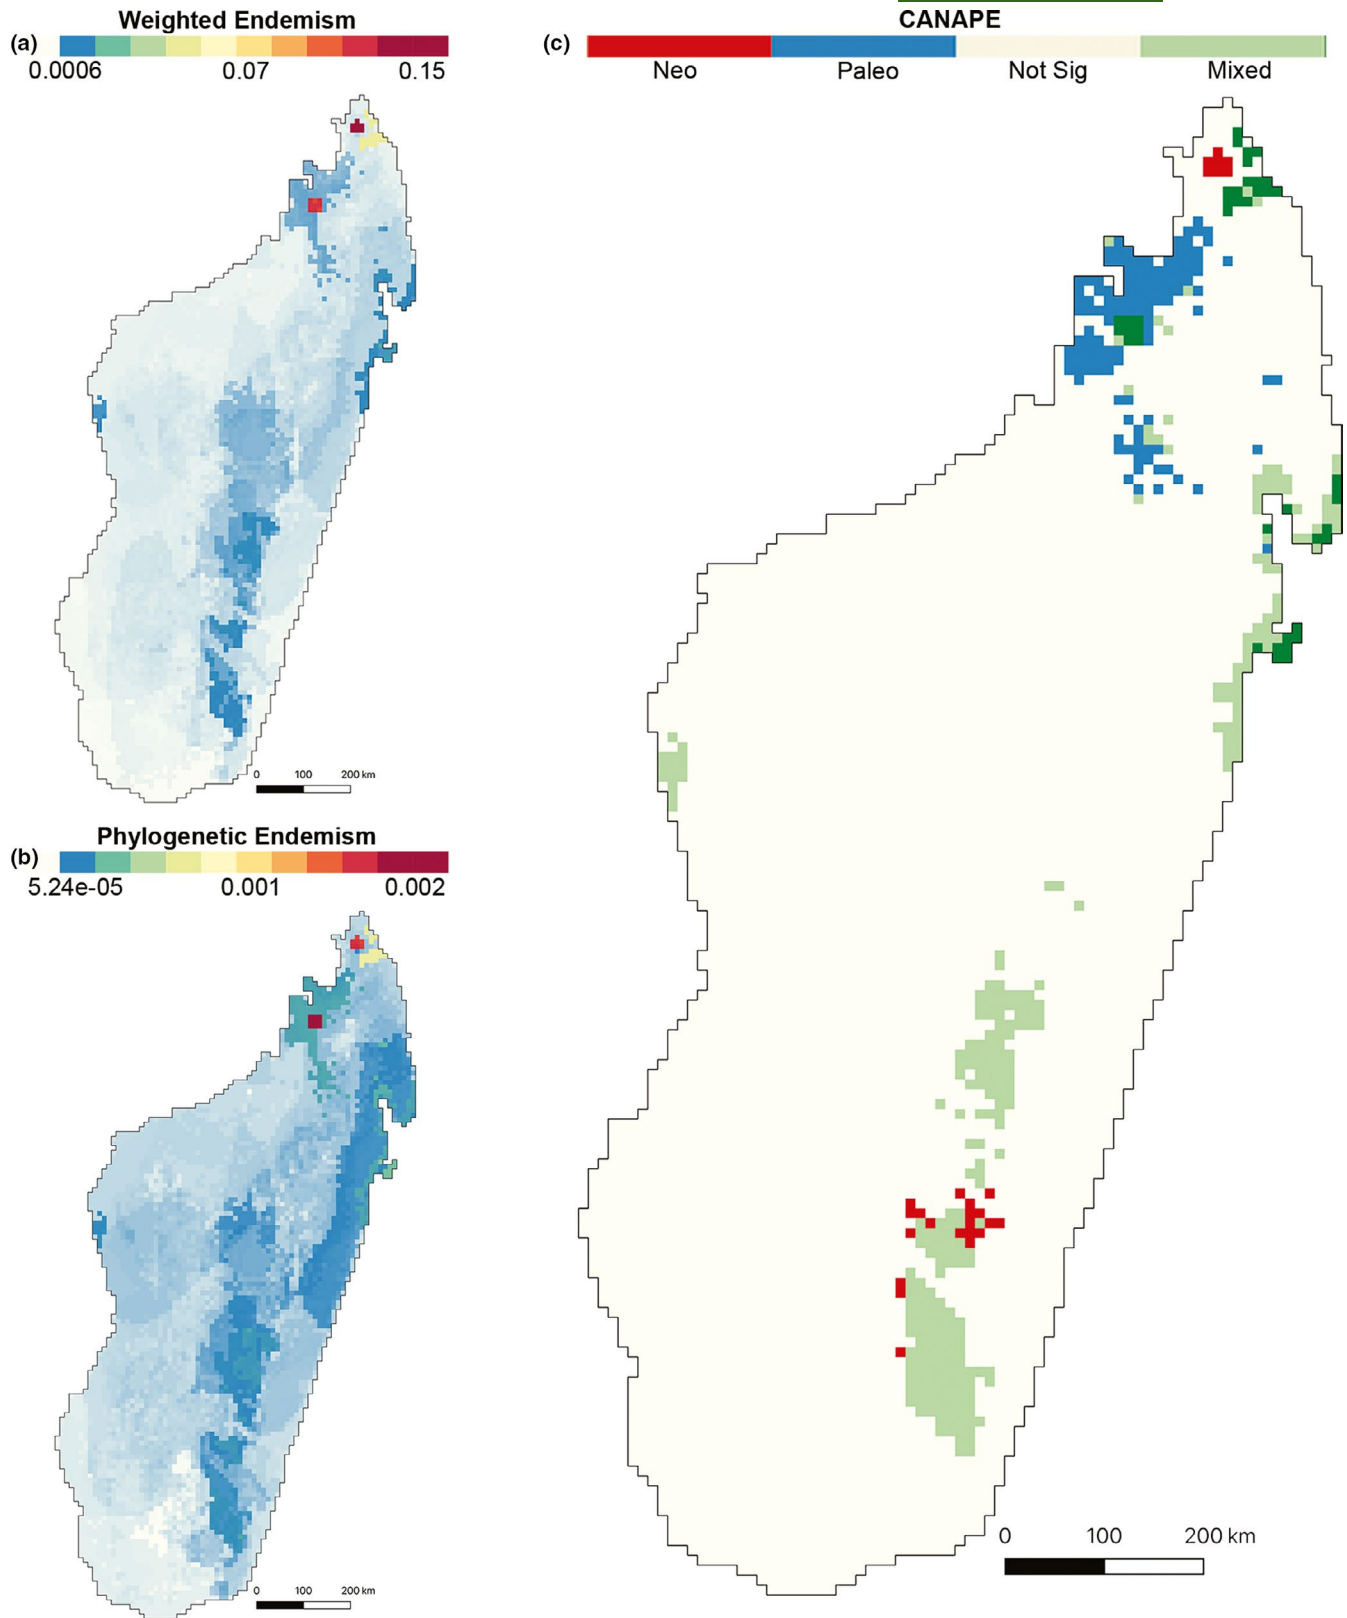 Weighted Endemism
(a)
0.0006 0.07 0.15
0 100 200 km
Phylogenetic Endemism
(b)
5.24e-05 0.001 0.002
0 100 200 km
CANAPE
(c)
Neo Paleo Not Sig Mixed
0 100 200 km